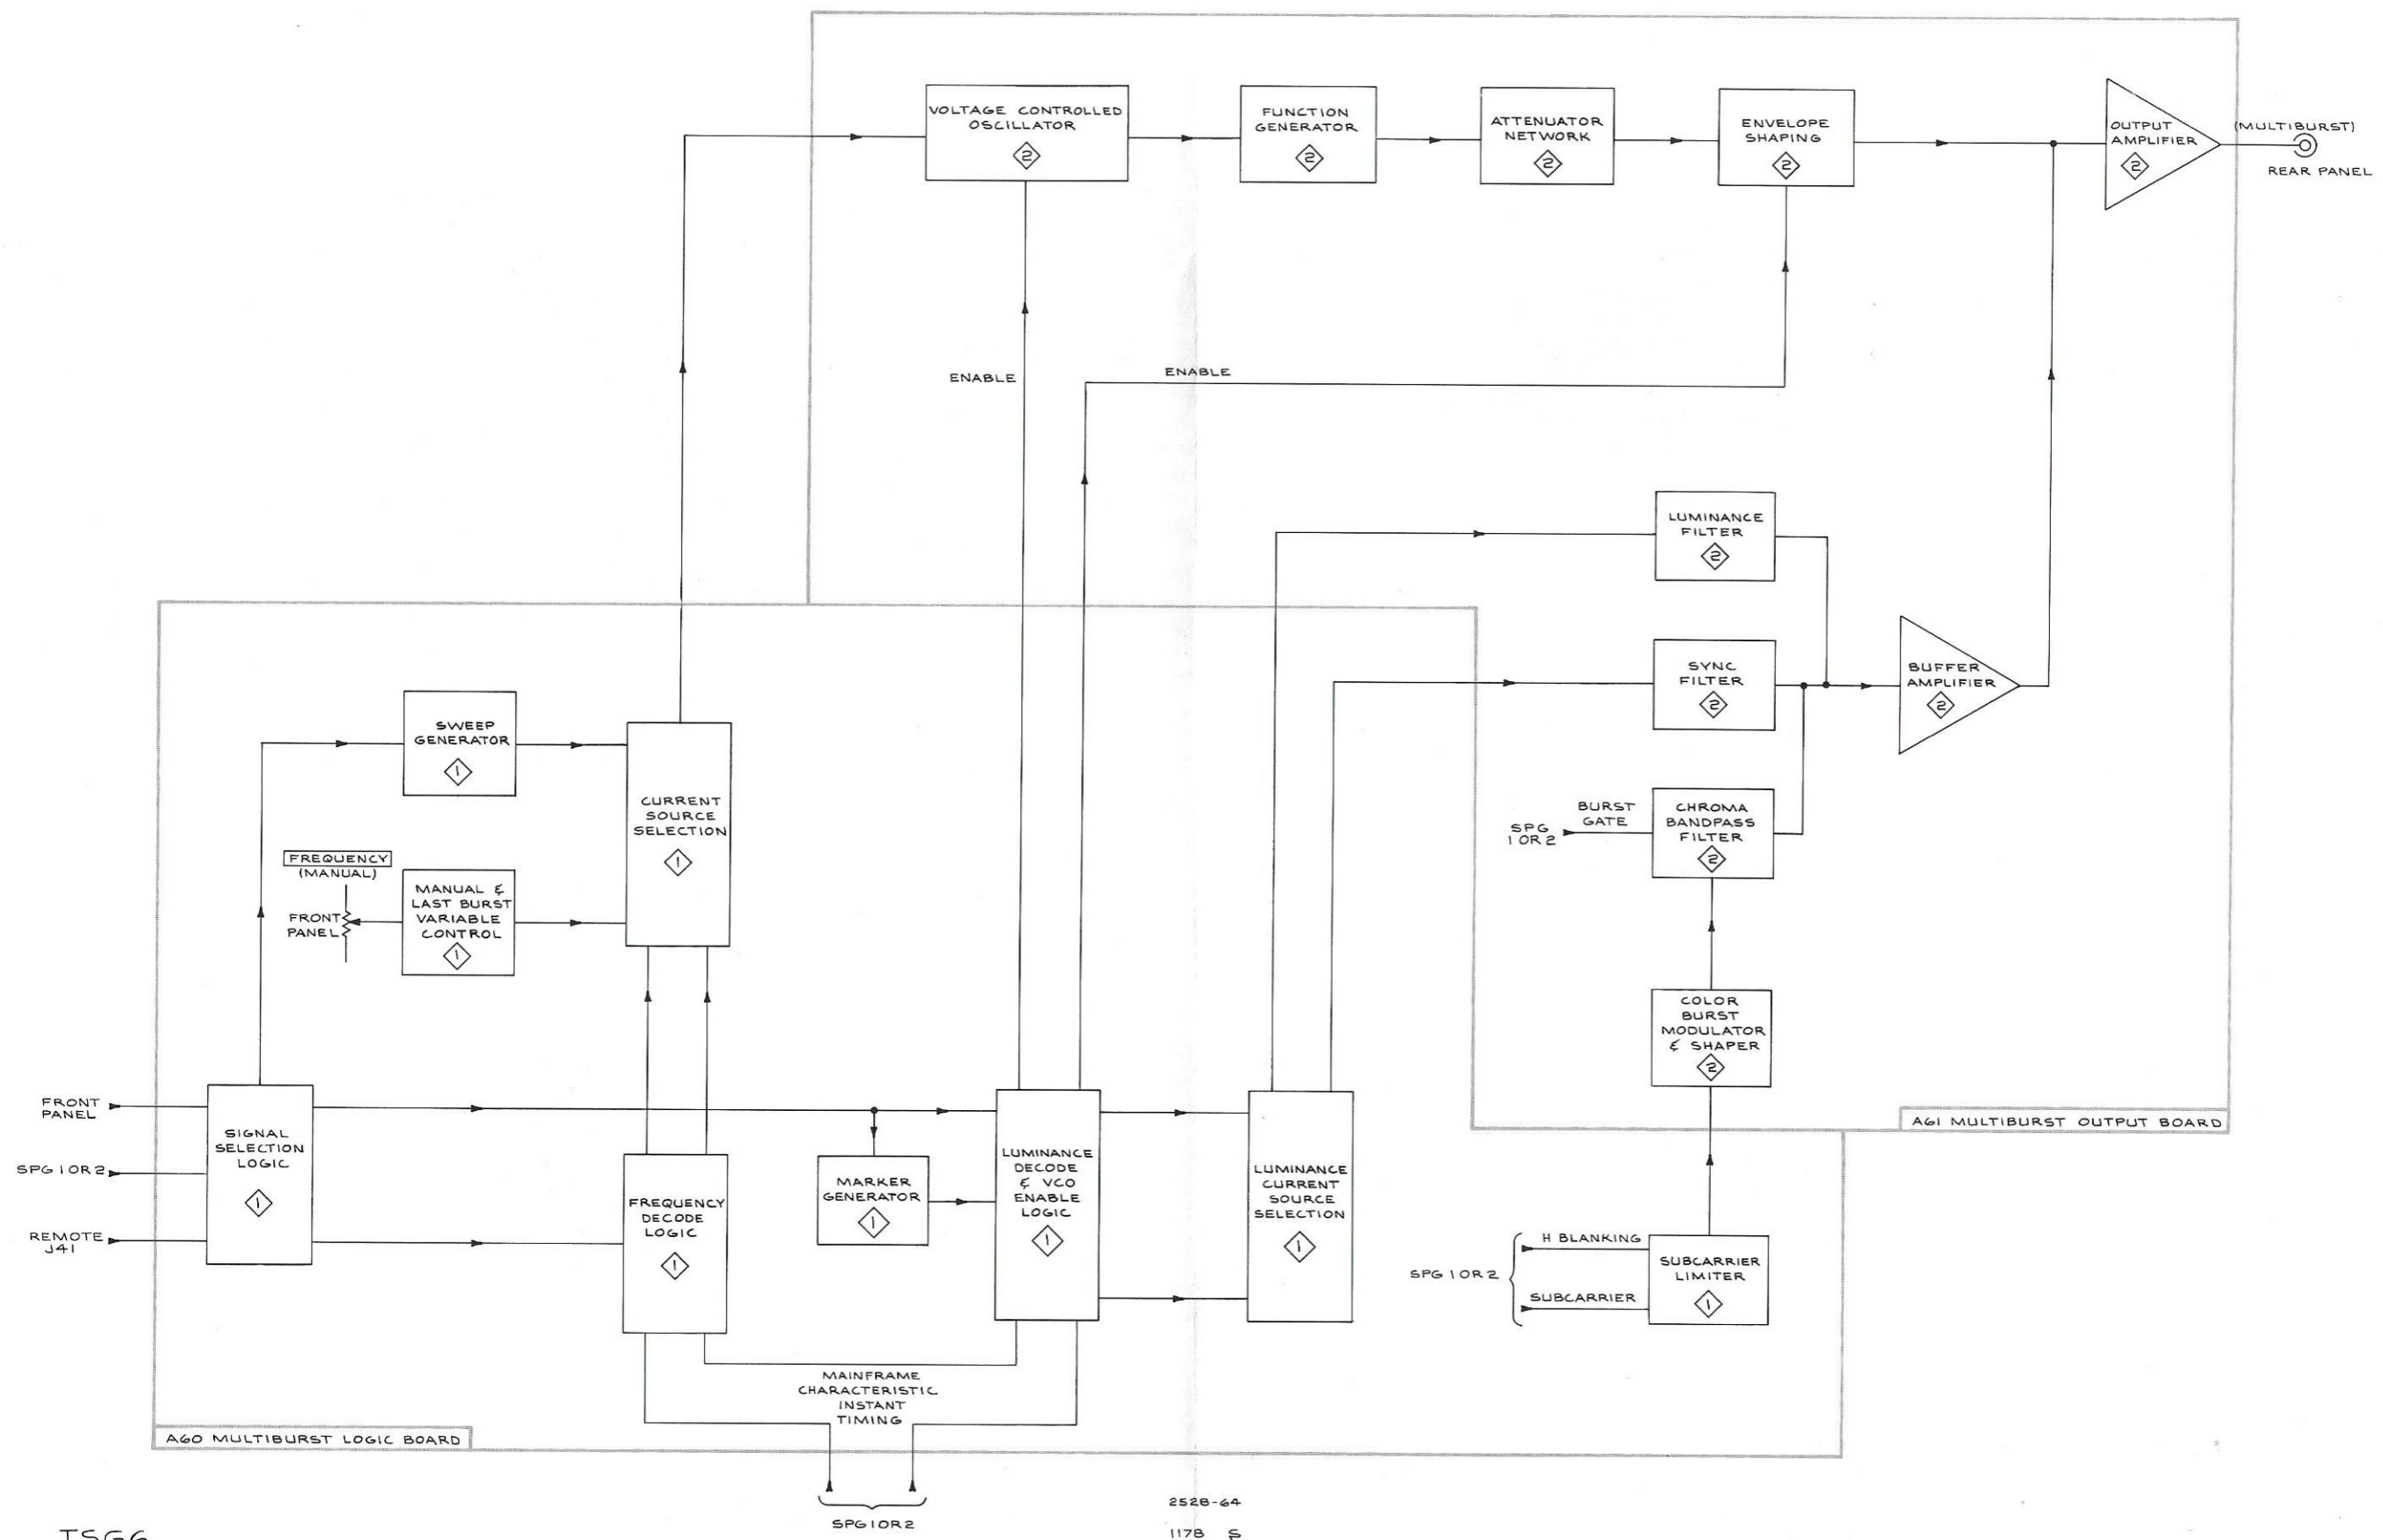 VOLTAGE CONTROLLED
OSCILLATOR
2
FUNCTION
GENERATOR
2
ATTENUATOR
NETWORK
2
ENVELOPE
SHAPING
2
OUTPUT
AMPLIFIER
2
(MULTIBURST)
REAR PANEL
ENABLE
ENABLE
LUMINANCE
FILTER
2
SYNC
FILTER
2
BUFFER
AMPLIFIER
2
SWEEP
GENERATOR
1
CURRENT
SOURCE
SELECTION
1
BURST
GATE
SPG
1 OR 2
CHROMA
BANDPASS
FILTER
2
FREQUENCY
(MANUAL)
FRONT
PANEL
MANUAL &
LAST BURST
VARIABLE
CONTROL
1
COLOR
BURST
MODULATOR
& SHAPER
2
FRONT
PANEL
SPG 1 OR 2
REMOTE
J41
SIGNAL
SELECTION
LOGIC
1
FREQUENCY
DECODE
LOGIC
1
MARKER
GENERATOR
1
LUMINANCE
DECODE
& VCO
ENABLE
LOGIC
1
LUMINANCE
CURRENT
SOURCE
SELECTION
1
A61 MULTIBURST OUTPUT BOARD
SPG 1 OR 2
H BLANKING
SUBCARRIER
SUBCARRIER
LIMITER
1
MAINFRAME
CHARACTERISTIC
INSTANT
TIMING
A60 MULTIBURST LOGIC BOARD
SPG 1 OR 2
2528-64
1178 S
TSG6